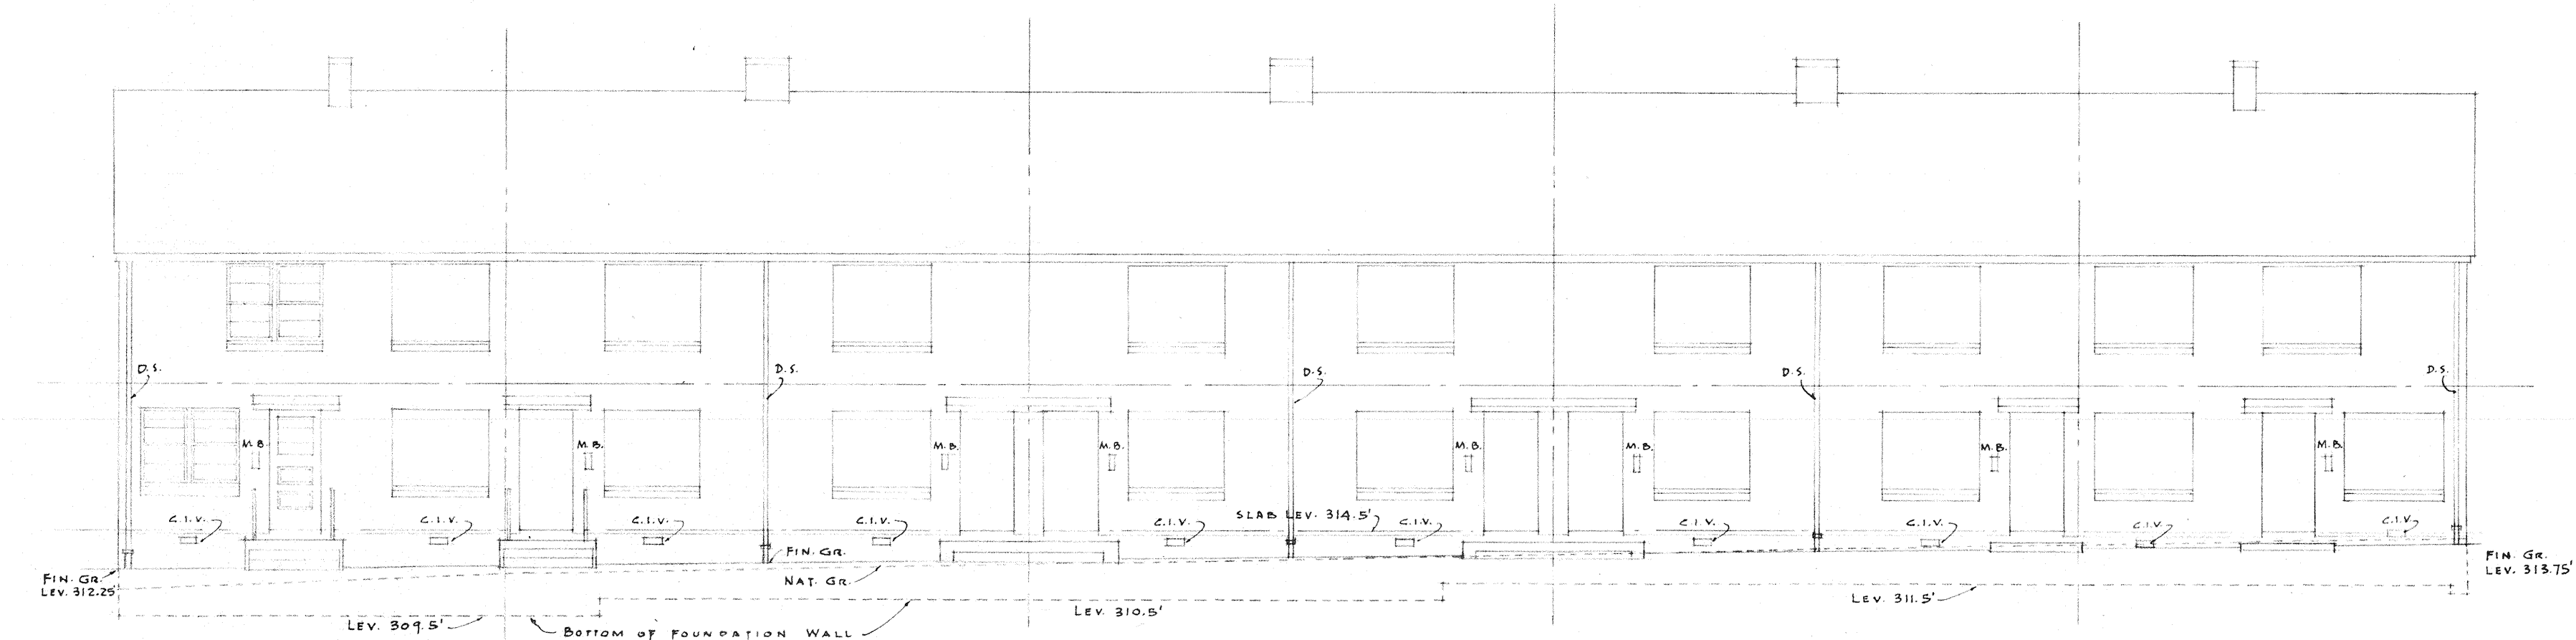 D.S.
D.S.
D.S.
D.S.
D.S.
M.B.
M.B.
M.B.
M.B.
M.B.
M.B.
M.B.
M.B.
C.I.V.
C.I.V.
C.I.V.
C.I.V.
C.I.V.
SLAB LEV. 314.5'
C.I.V.
C.I.V.
C.I.V.
C.I.V.
C.I.V.
FIN. GR.
LEV. 312.25'
FIN. GR.
NAT. GR.
FIN. GR.
LEV. 313.75'
LEV. 309.5'
BOTTOM OF FOUNDATION WALL
LEV. 310.5'
LEV. 311.5'